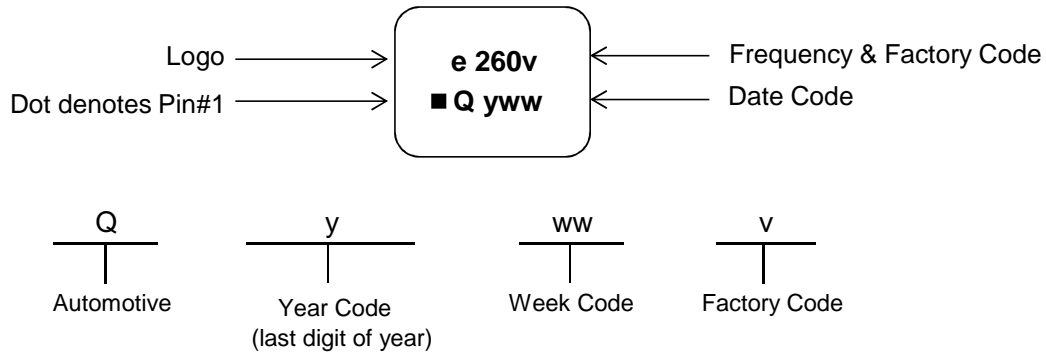 Logo
e 260v
Frequency & Factory Code
Dot denotes Pin#1
■ Q yww
Date Code
Q y ww v
Automotive
Year Code
(last digit of year)
Week Code
Factory Code